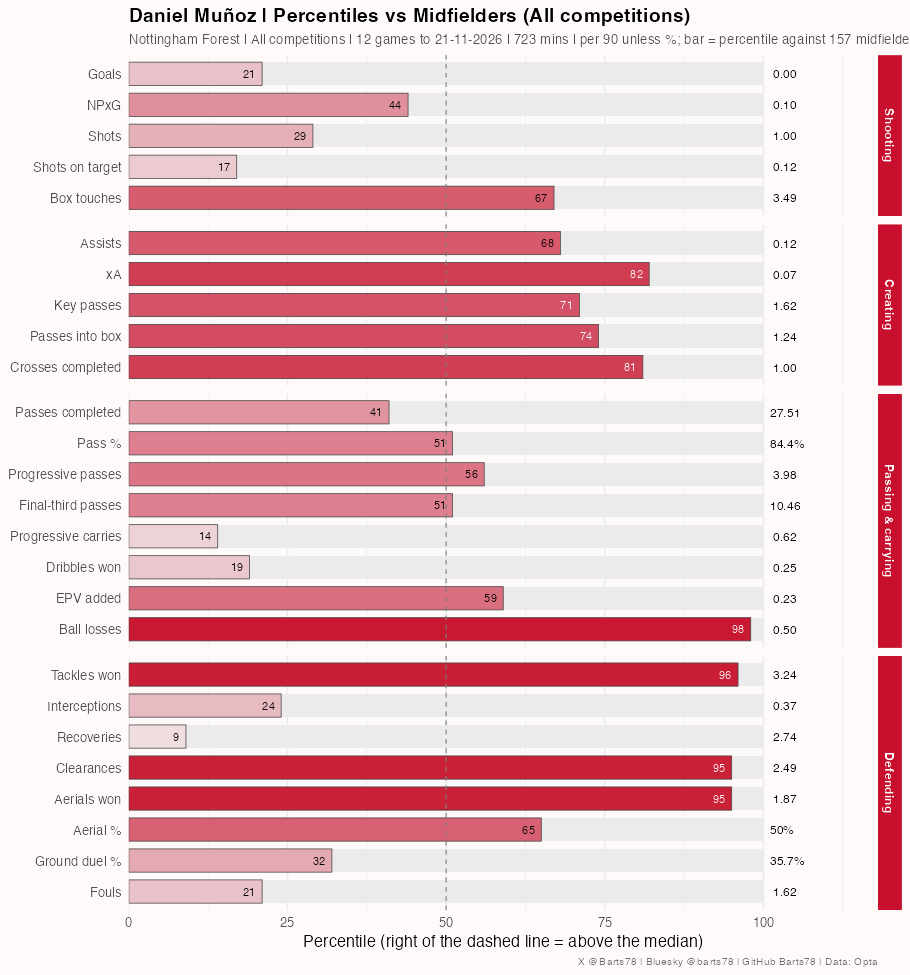 Daniel Muñoz | Percentiles vs Midfielders (All competitions)
Nottingham Forest | All competitions | 12 games to 21-11-2026 | 723 mins | per 90 unless %; bar = percentile against 157 midfielde
Goals 21 0.00
NPxG 44 0.10
Shots 29 1.00
Shots on target 17 0.12
Box touches 67 3.49
Shooting
Assists 68 0.12
xA 82 0.07
Key passes 71 1.62
Passes into box 74 1.24
Crosses completed 81 1.00
Creating
Passes completed 41 27.51
Pass % 51 84.4%
Progressive passes 56 3.98
Final-third passes 51 10.46
Progressive carries 14 0.62
Dribbles won 19 0.25
EPV added 59 0.23
Ball losses 98 0.50
Passing & carrying
Tackles won 96 3.24
Interceptions 24 0.37
Recoveries 9 2.74
Clearances 95 2.49
Aerials won 95 1.87
Aerial % 65 50%
Ground duel % 32 35.7%
Fouls 21 1.62
Defending
0 25 50 75 100
Percentile (right of the dashed line = above the median)
X @Barts78 | Bluesky @barts78 | GitHub Barts78 | Data: Opta